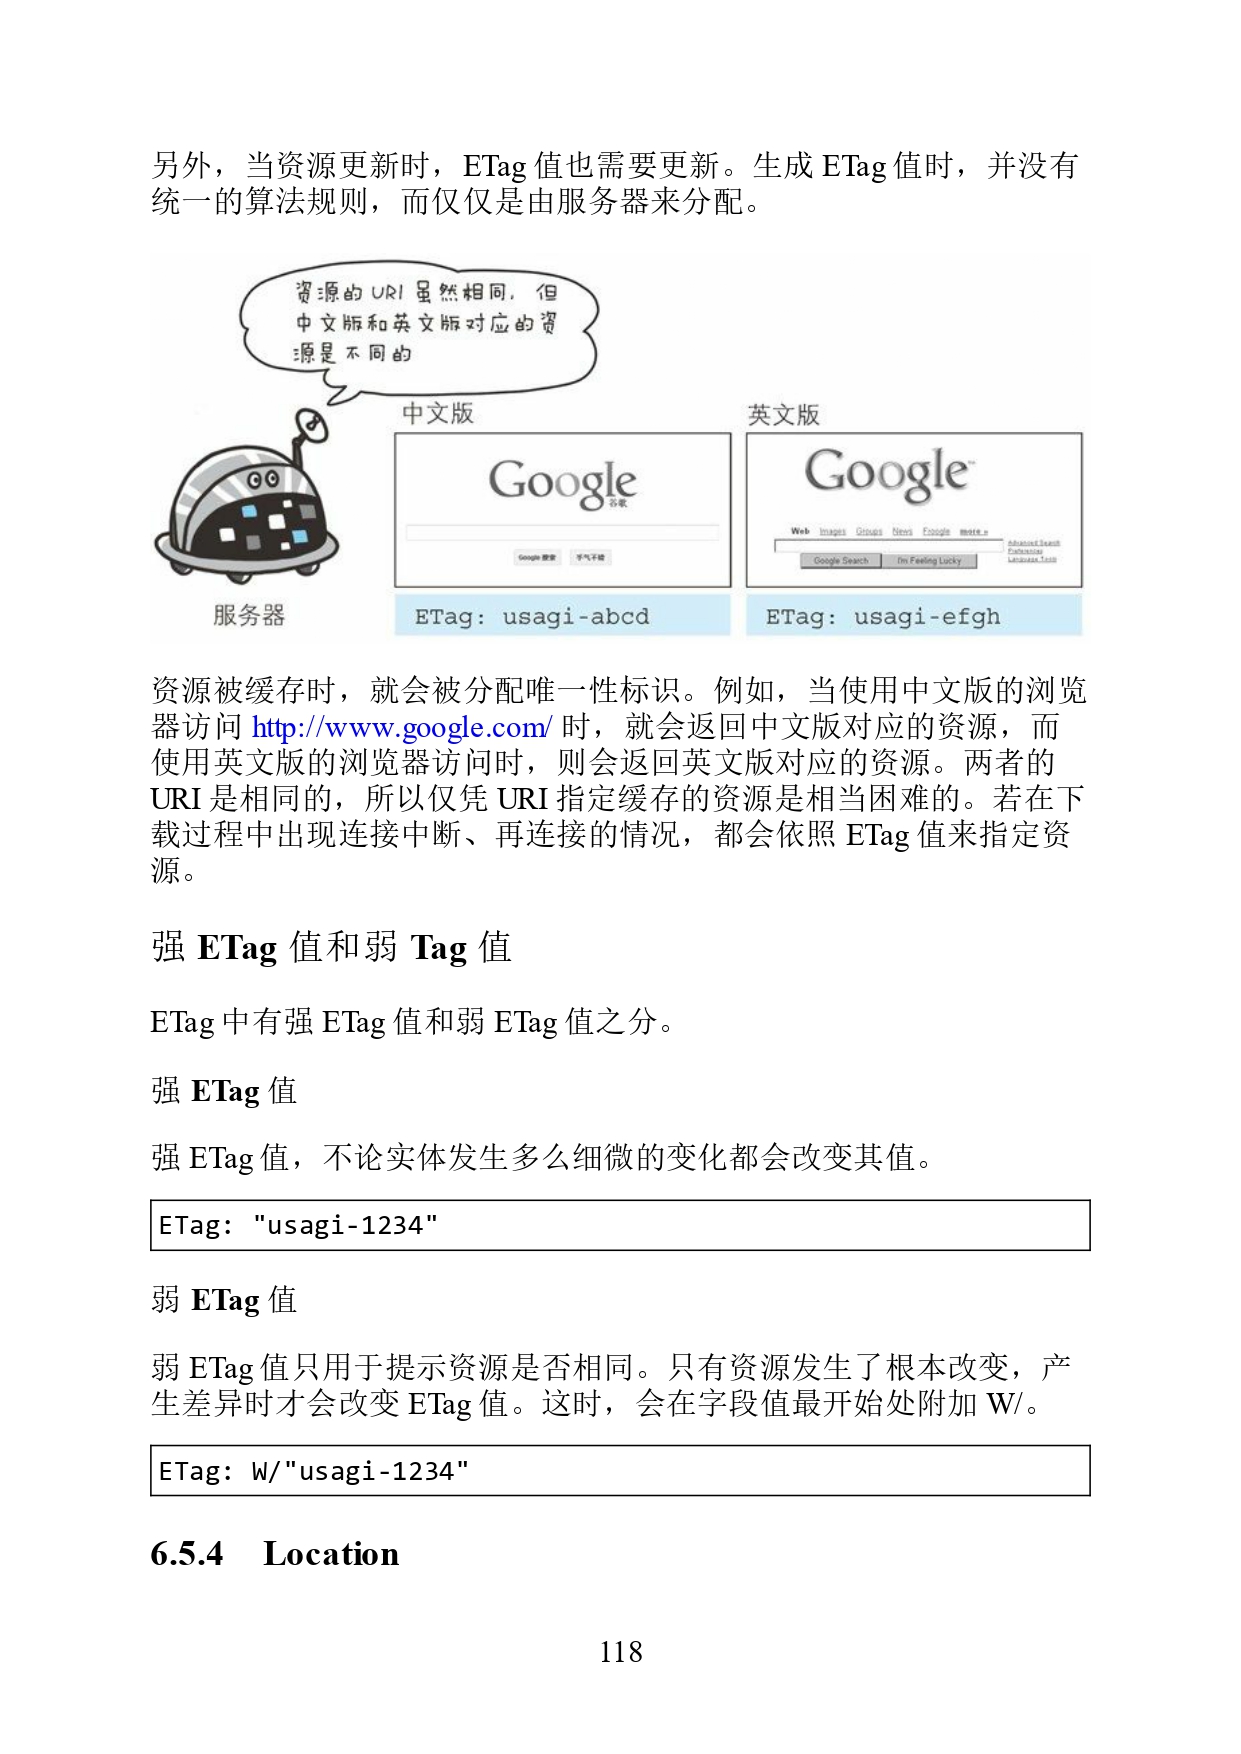 另外，当资源更新时，ETag 值也需要更新。生成 ETag 值时，并没有
统一的算法规则，而仅仅是由服务器来分配。
资源的 URI 虽然相同，但
中文版和英文版对应的资
源是不同的
中文版
英文版
Google
谷歌
Google 搜索 手气不错
Google™
Web Images Groups News Froogle more »
Advanced Search
Preferences
Language Tools
Google Search I'm Feeling Lucky
服务器
ETag: usagi-abcd
ETag: usagi-efgh
资源被缓存时，就会被分配唯一性标识。例如，当使用中文版的浏览
器访问 http://www.google.com/ 时，就会返回中文版对应的资源，而
使用英文版的浏览器访问时，则会返回英文版对应的资源。两者的
URI 是相同的，所以仅凭 URI 指定缓存的资源是相当困难的。若在下
载过程中出现连接中断、再连接的情况，都会依照 ETag 值来指定资
源。
强 ETag 值和弱 Tag 值
ETag 中有强 ETag 值和弱 ETag 值之分。
强 ETag 值
强 ETag 值，不论实体发生多么细微的变化都会改变其值。
ETag: "usagi-1234"
弱 ETag 值
弱 ETag 值只用于提示资源是否相同。只有资源发生了根本改变，产
生差异时才会改变 ETag 值。这时，会在字段值最开始处附加 W/。
ETag: W/"usagi-1234"
6.5.4 Location
118